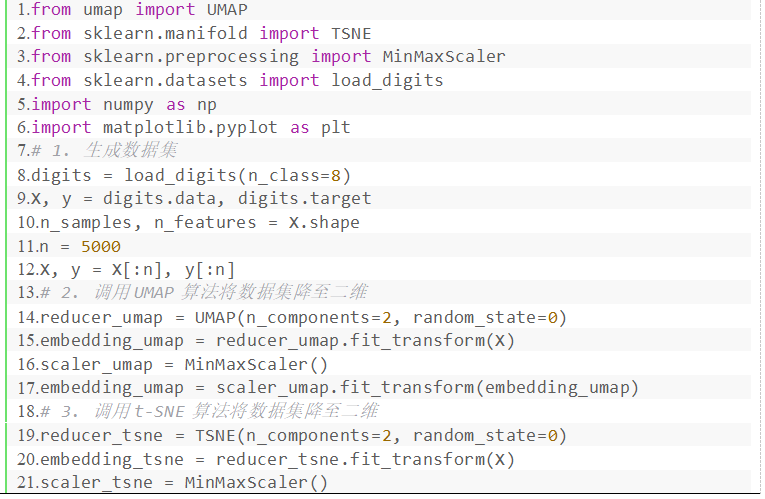 1.from umap import UMAP
2.from sklearn.manifold import TSNE
3.from sklearn.preprocessing import MinMaxScaler
4.from sklearn.datasets import load_digits
5.import numpy as np
6.import matplotlib.pyplot as plt
7.# 1. 生成数据集
8.digits = load_digits(n_class=8)
9.X, y = digits.data, digits.target
10.n_samples, n_features = X.shape
11.n = 5000
12.X, y = X[:n], y[:n]
13.# 2. 调用UMAP 算法将数据集降至二维
14.reducer_umap = UMAP(n_components=2, random_state=0)
15.embedding_umap = reducer_umap.fit_transform(X)
16.scaler_umap = MinMaxScaler()
17.embedding_umap = scaler_umap.fit_transform(embedding_umap)
18.# 3. 调用t-SNE 算法将数据集降至二维
19.reducer_tsne = TSNE(n_components=2, random_state=0)
20.embedding_tsne = reducer_tsne.fit_transform(X)
21.scaler_tsne = MinMaxScaler()